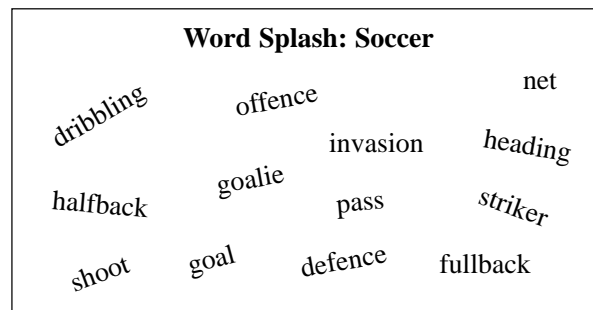 Word Splash: Soccer
net
dribbling
offence
invasion
heading
goalie
halfback
pass
striker
shoot
goal
defence
fullback